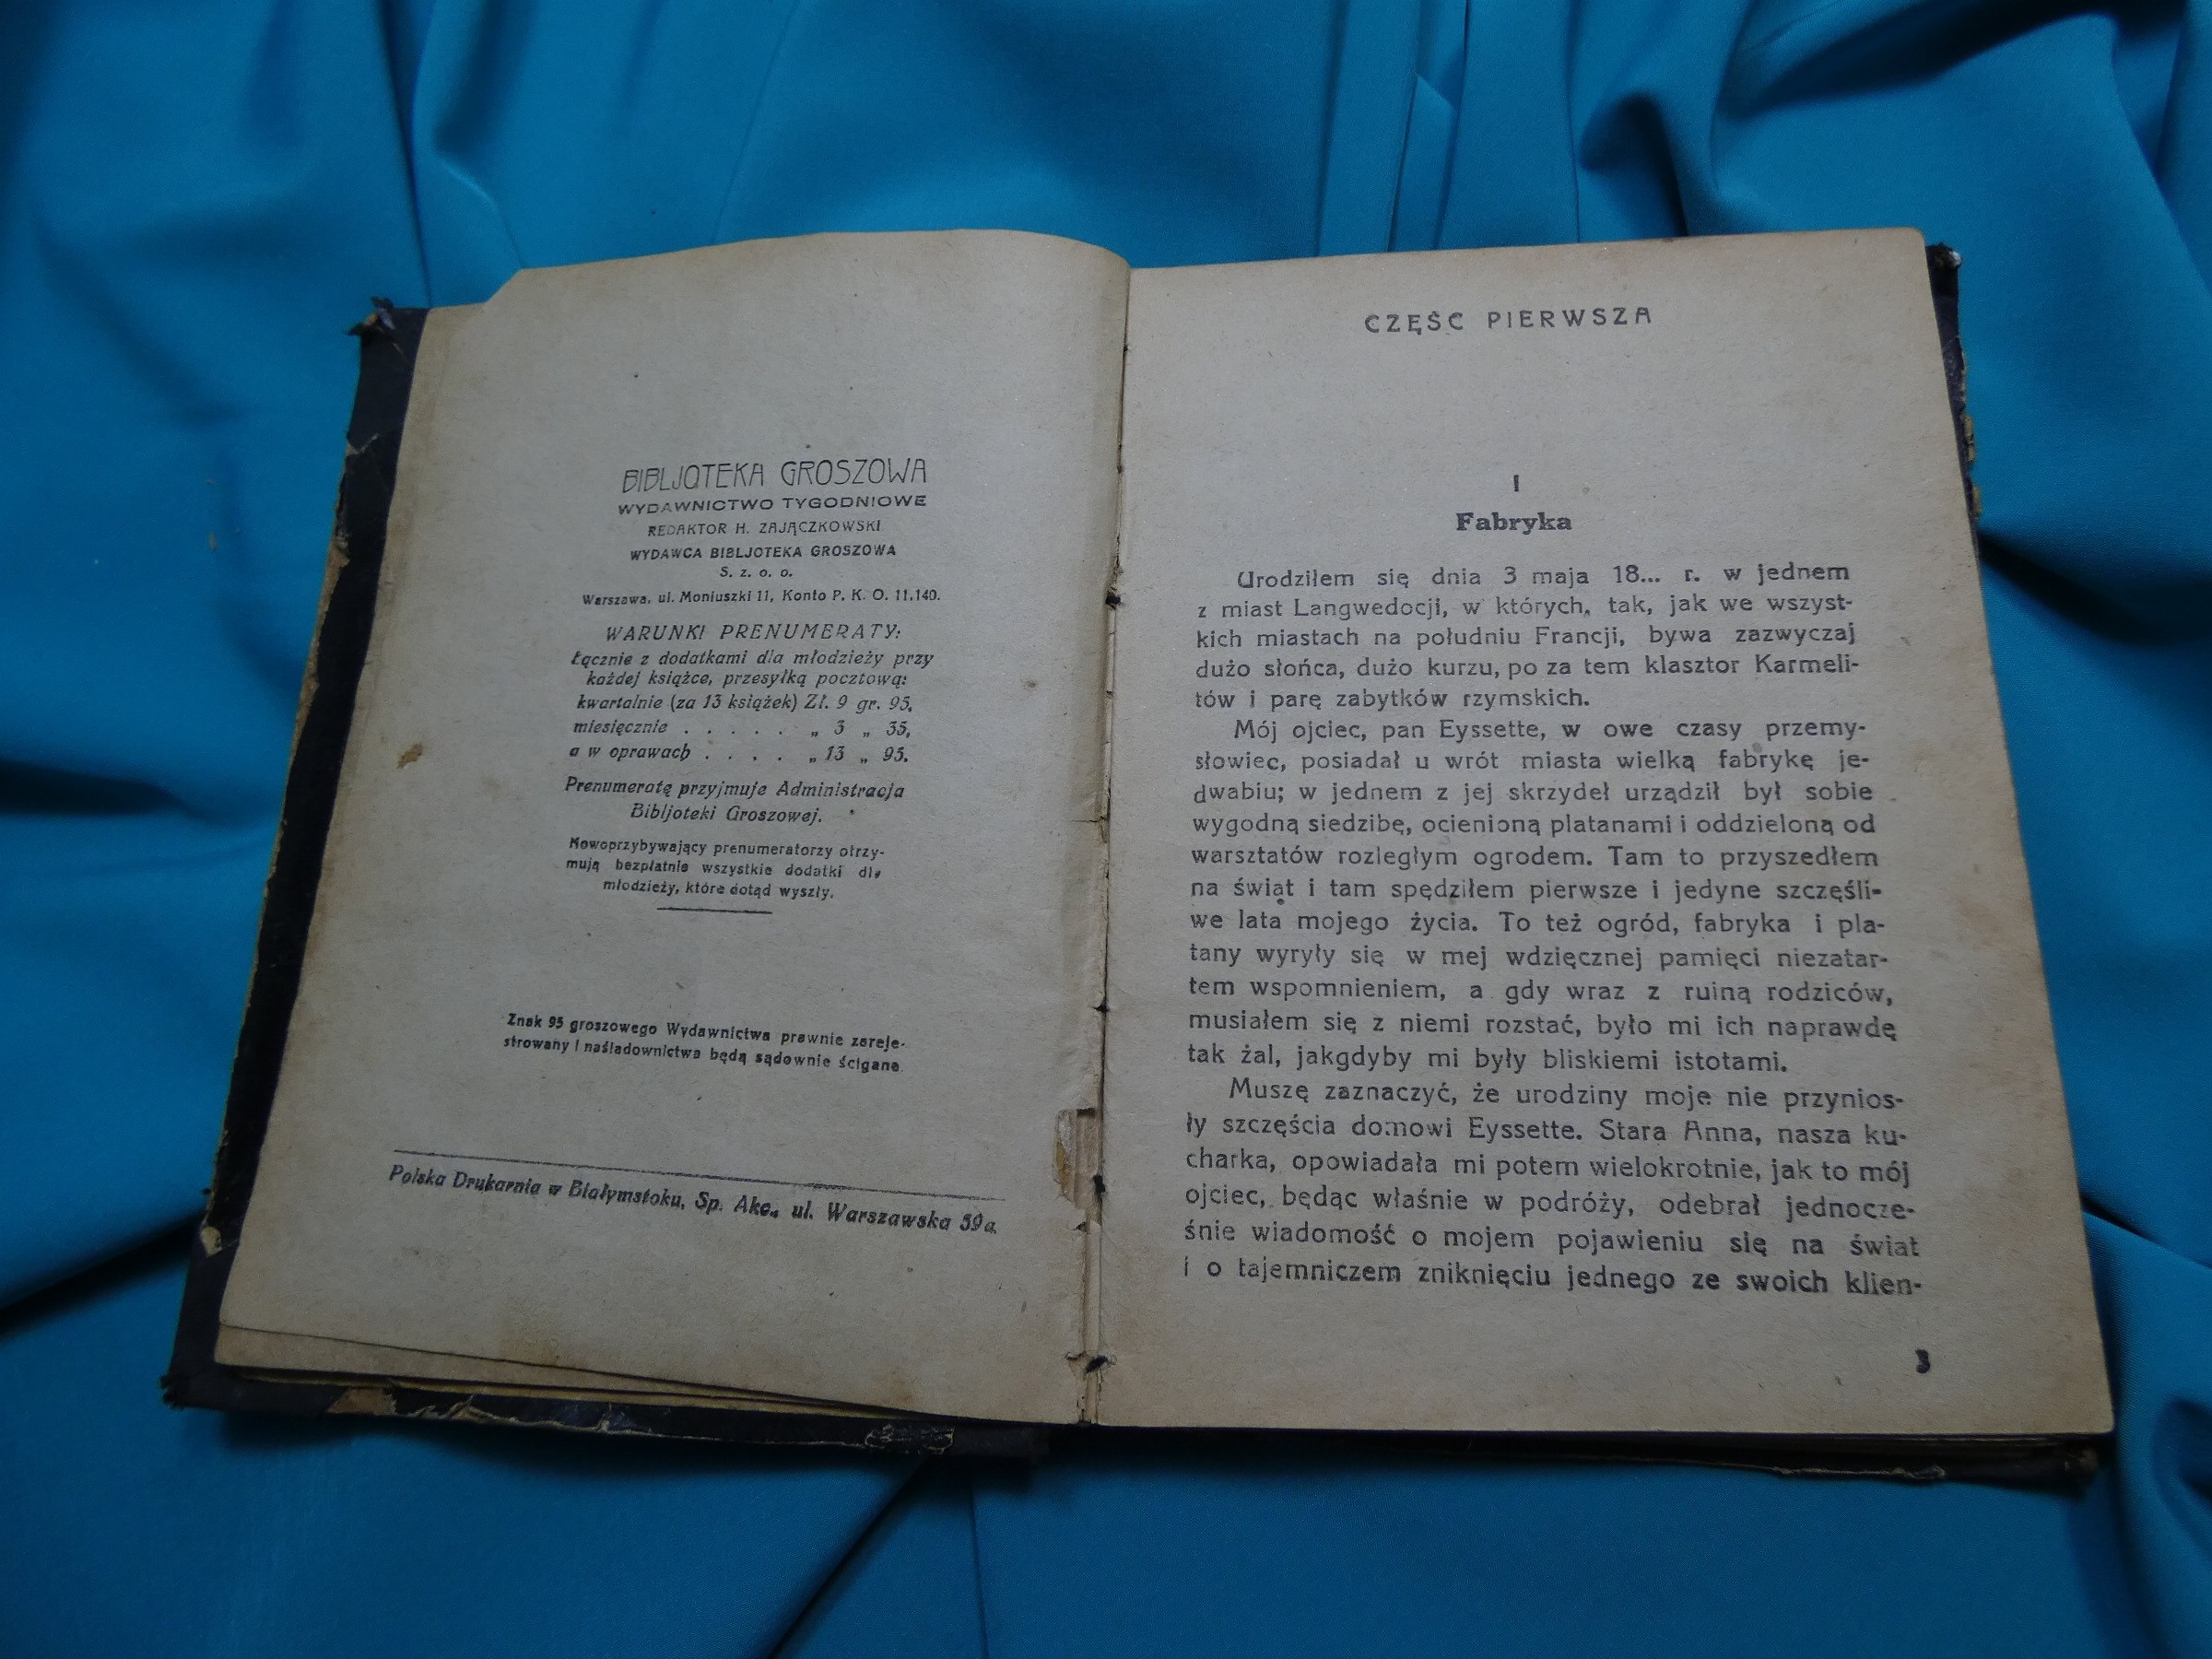 BIBLJOTEKA GROSZOWA
WYDAWNICTWO TYGODNIOWE
REDAKTOR H. ZAJĄCZKOWSKI
WYDAWCA BIBLJOTEKA GROSZOWA
S. z. o. o.
Warszawa, ul. Moniuszki 11, Konto P. K. O. 11.140.
WARUNKI PRENUMERATY:
Łącznie z dodatkami dla młodzieży przy
każdej książce, przesyłką pocztową:
kwartalnie (za 13 książek) Zł. 9 gr. 95,
miesięcznie . . . . . „ 3 „ 35,
a w oprawach . . . . „ 13 „ 95.
Prenumeratę przyjmuje Administracja
Bibljoteki Groszowej.
Nowoprzybywający prenumeratorzy otrzy-
mują bezpłatnie wszystkie dodatki dla
młodzieży, które dotąd wyszły.
Znak 95 groszowego Wydawnictwa prawnie zareje-
strowany i naśladownictwa będą sądownie ścigane.
Polska Drukarnia w Białymstoku, Sp. Akc., ul. Warszawska 59a.
CZĘŚĆ PIERWSZA
I
Fabryka
Urodziłem się dnia 3 maja 18... r. w jednem
z miast Langwedocji, w których, tak, jak we wszyst-
kich miastach na południu Francji, bywa zazwyczaj
dużo słońca, dużo kurzu, po za tem klasztor Karmeli-
tów i parę zabytków rzymskich.
Mój ojciec, pan Eyssette, w owe czasy przemy-
słowiec, posiadał u wrót miasta wielką fabrykę je-
dwabiu; w jednem z jej skrzydeł urządził był sobie
wygodną siedzibę, ocienioną platanami i oddzieloną od
warsztatów rozległym ogrodem. Tam to przyszedłem
na świat i tam spędziłem pierwsze i jedyne szczęśli-
we lata mojego życia. To też ogród, fabryka i pla-
tany wyryły się w mej wdzięcznej pamięci niezatar-
tem wspomnieniem, a gdy wraz z ruiną rodziców,
musiałem się z niemi rozstać, było mi ich naprawdę
tak żal, jakgdyby mi były bliskiemi istotami.
Muszę zaznaczyć, że urodziny moje nie przynios-
ły szczęścia domowi Eyssette. Stara Anna, nasza ku-
charka, opowiadała mi potem wielokrotnie, jak to mój
ojciec, będąc właśnie w podróży, odebrał jednocze-
śnie wiadomość o mojem pojawieniu się na świat
i o tajemniczem zniknięciu jednego ze swoich klien-
3